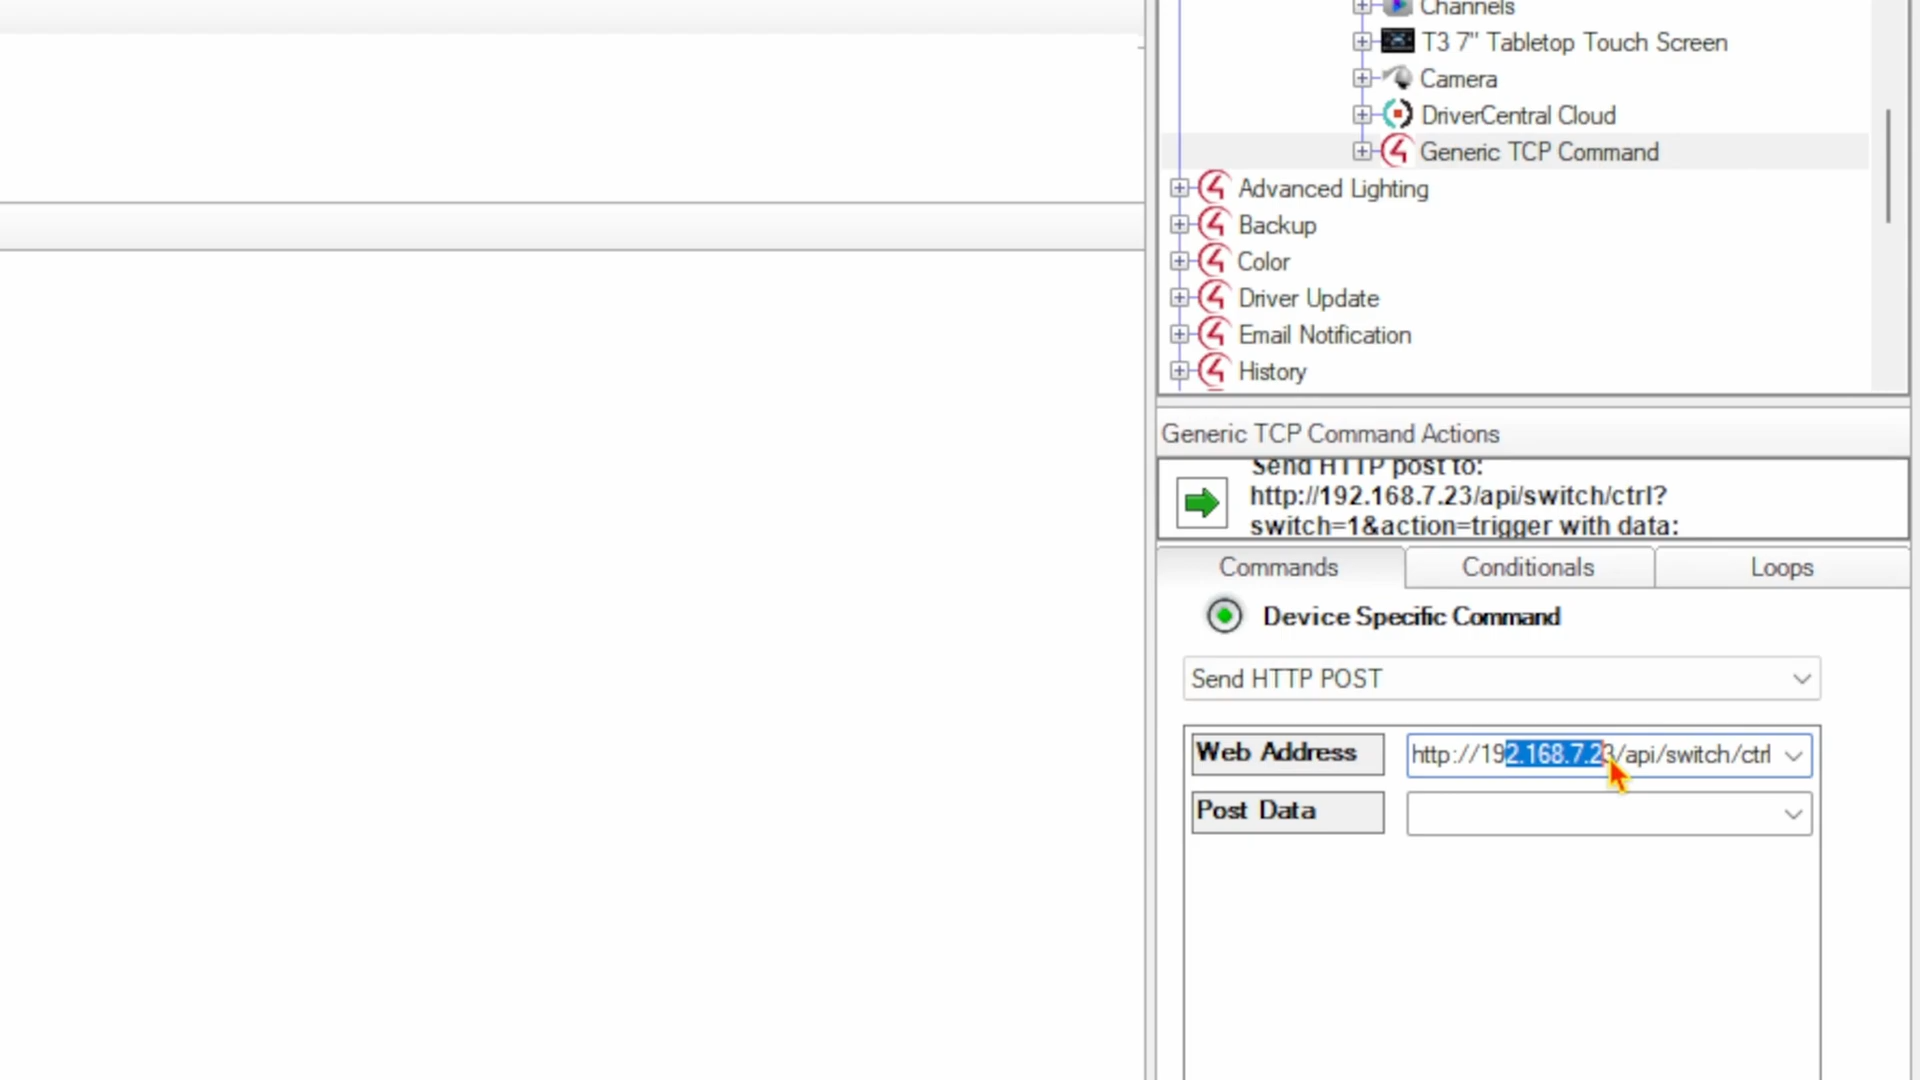 Channels
T3 7" Tabletop Touch Screen
Camera
DriverCentral Cloud
Generic TCP Command
Advanced Lighting
Backup
Color
Driver Update
Email Notification
History
Generic TCP Command Actions
Send HTTP post to:
http://192.168.7.23/api/switch/ctrl?
switch=1&action=trigger with data:
Commands
Conditionals
Loops
Device Specific Command
Send HTTP POST
Web Address
http://192.168.7.23/api/switch/ctrl
Post Data